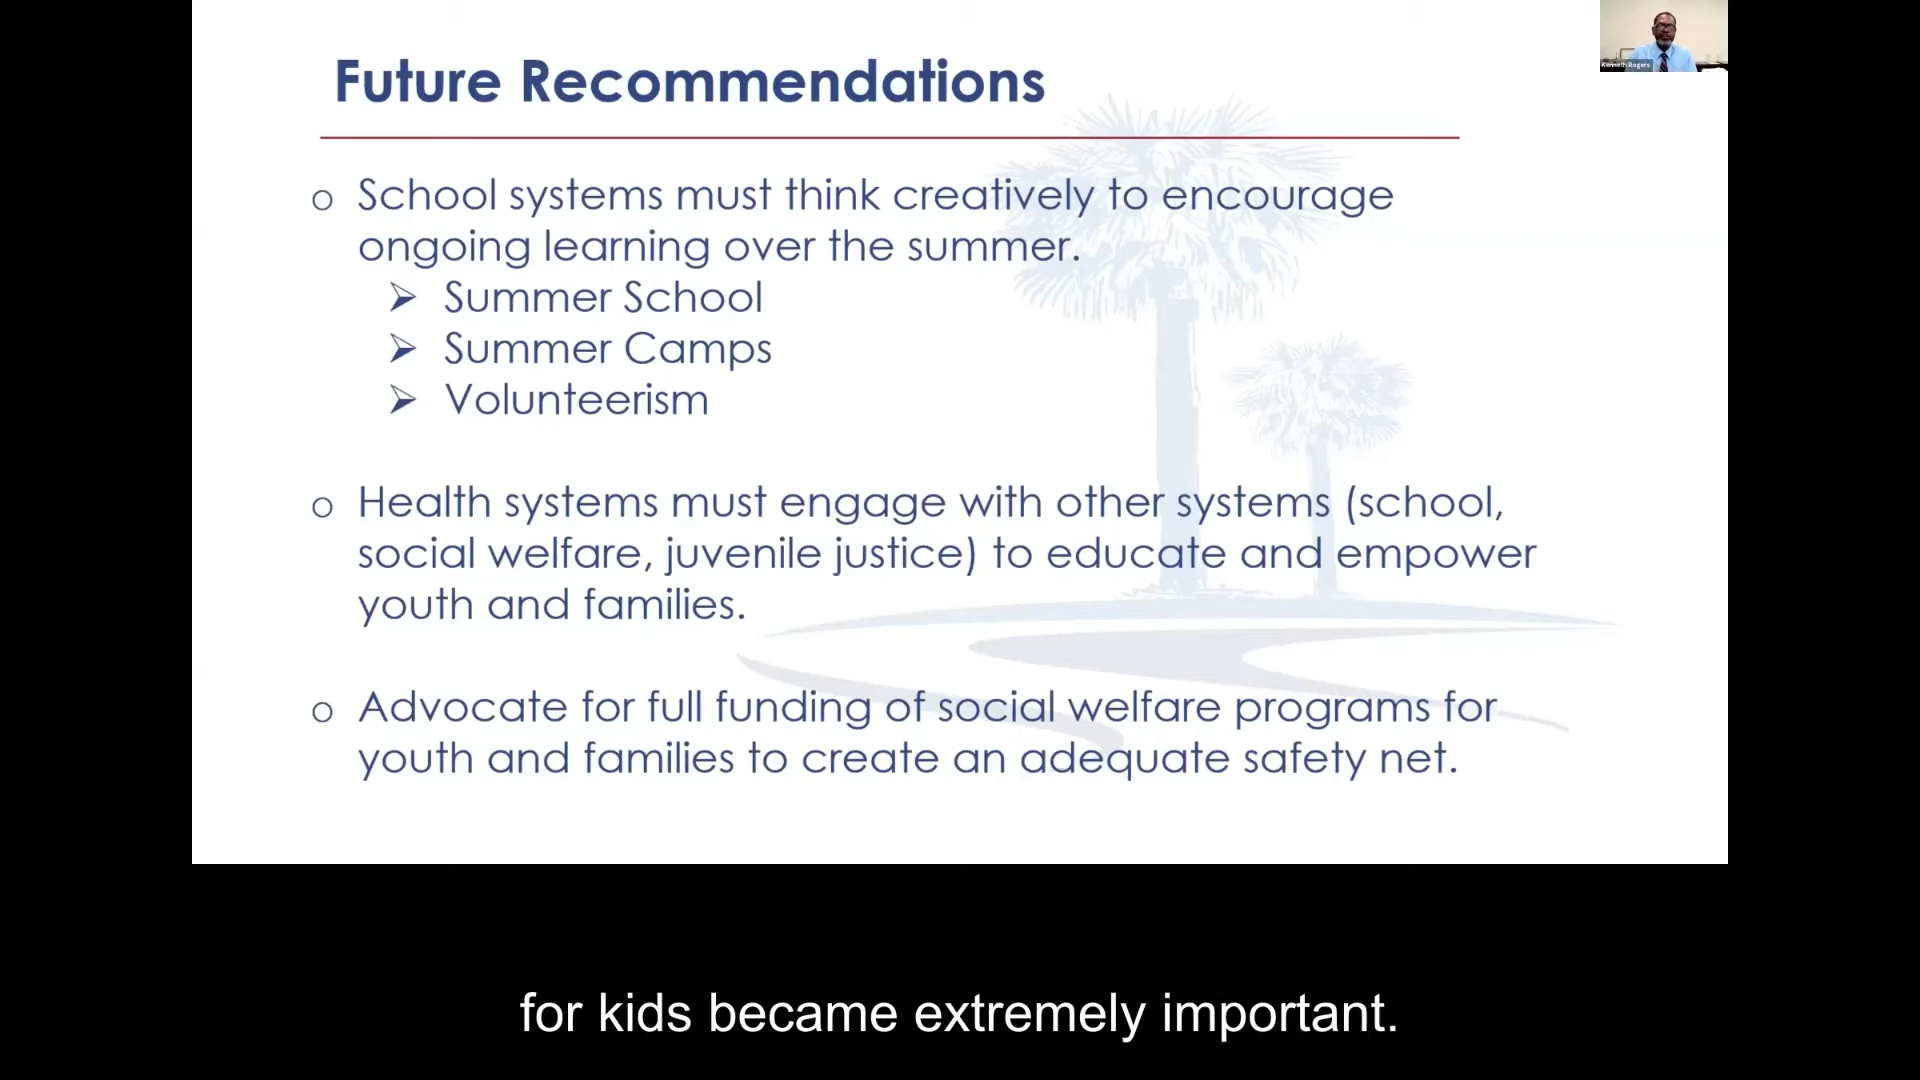 Future Recommendations
Kenneth Rogers
o School systems must think creatively to encourage
ongoing learning over the summer.
➢ Summer School
➢ Summer Camps
➢ Volunteerism
o Health systems must engage with other systems (school,
social welfare, juvenile justice) to educate and empower
youth and families.
o Advocate for full funding of social welfare programs for
youth and families to create an adequate safety net.
for kids became extremely important.